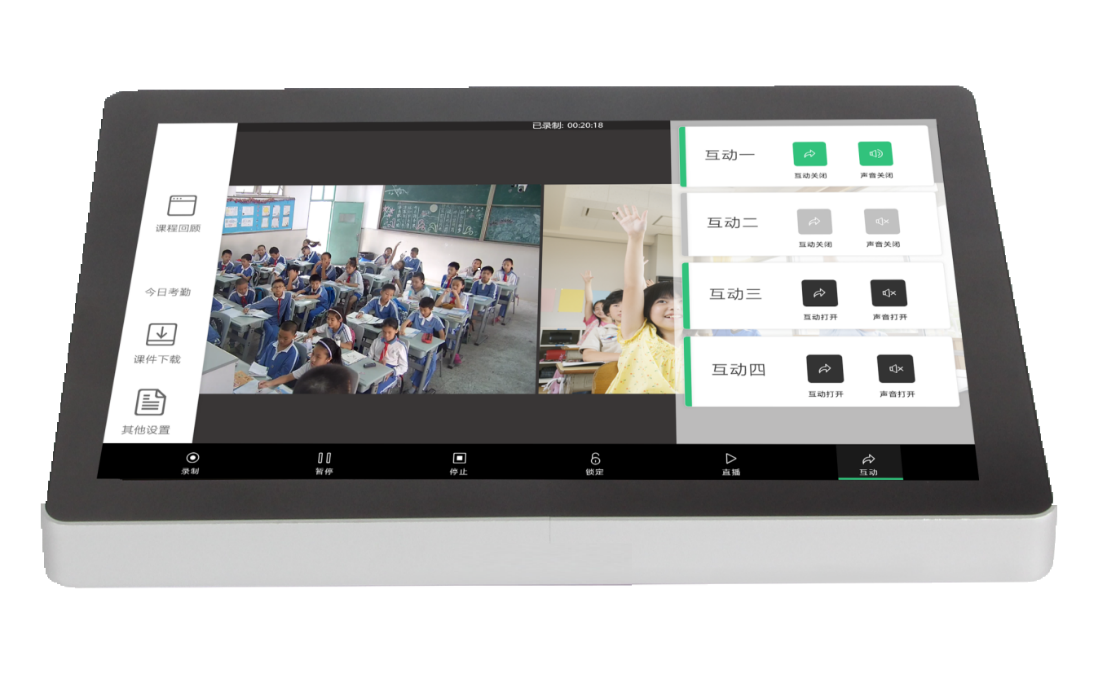 已录制: 00:20:18
课程回顾
今日考勤
课件下载
其他设置
互动一
互动关闭
声音关闭
互动二
互动关闭
声音关闭
互动三
互动打开
声音打开
互动四
互动打开
声音打开
录制
暂停
停止
锁定
直播
互动